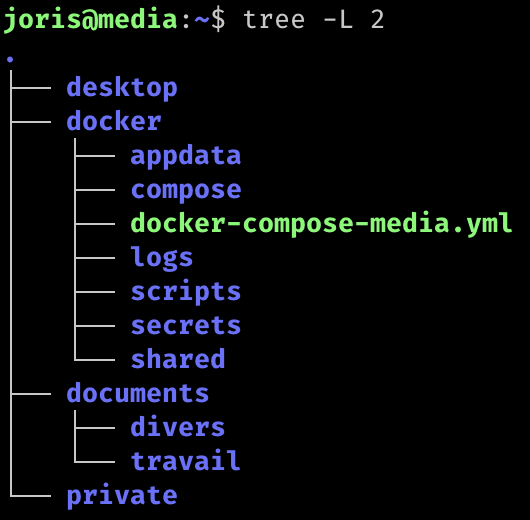 joris@media:~$ tree -L 2
.
├── desktop
├── docker
│   ├── appdata
│   ├── compose
│   ├── docker-compose-media.yml
│   ├── logs
│   ├── scripts
│   ├── secrets
│   └── shared
├── documents
│   ├── divers
│   └── travail
└── private